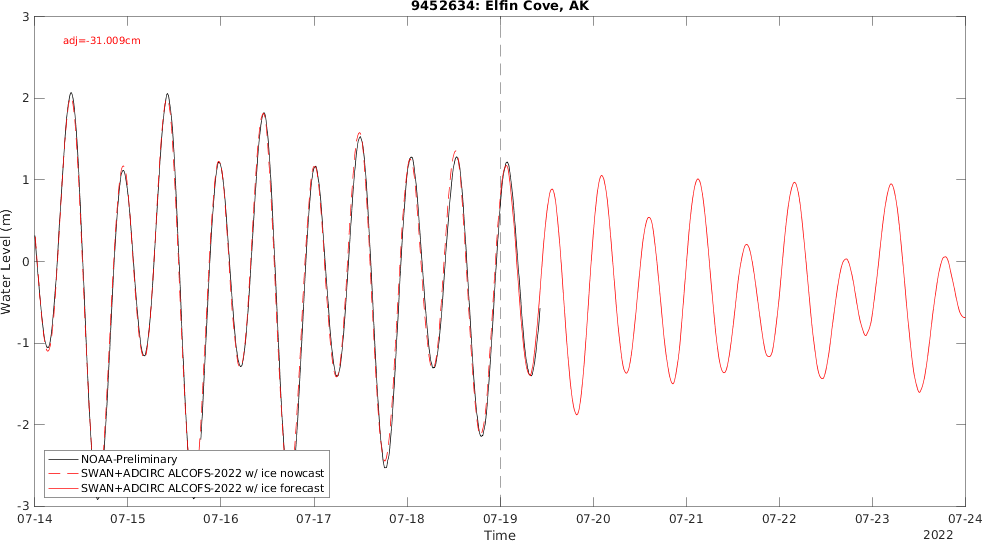 9452634: Elfin Cove, AK
adj=-31.009cm
Water Level (m)
3
2
1
0
-1
-2
-3
NOAA-Preliminary
SWAN+ADCIRC ALCOFS-2022 w/ ice nowcast
SWAN+ADCIRC ALCOFS-2022 w/ ice forecast
07-14 07-15 07-16 07-17 07-18 07-19 07-20 07-21 07-22 07-23 07-24
Time
2022